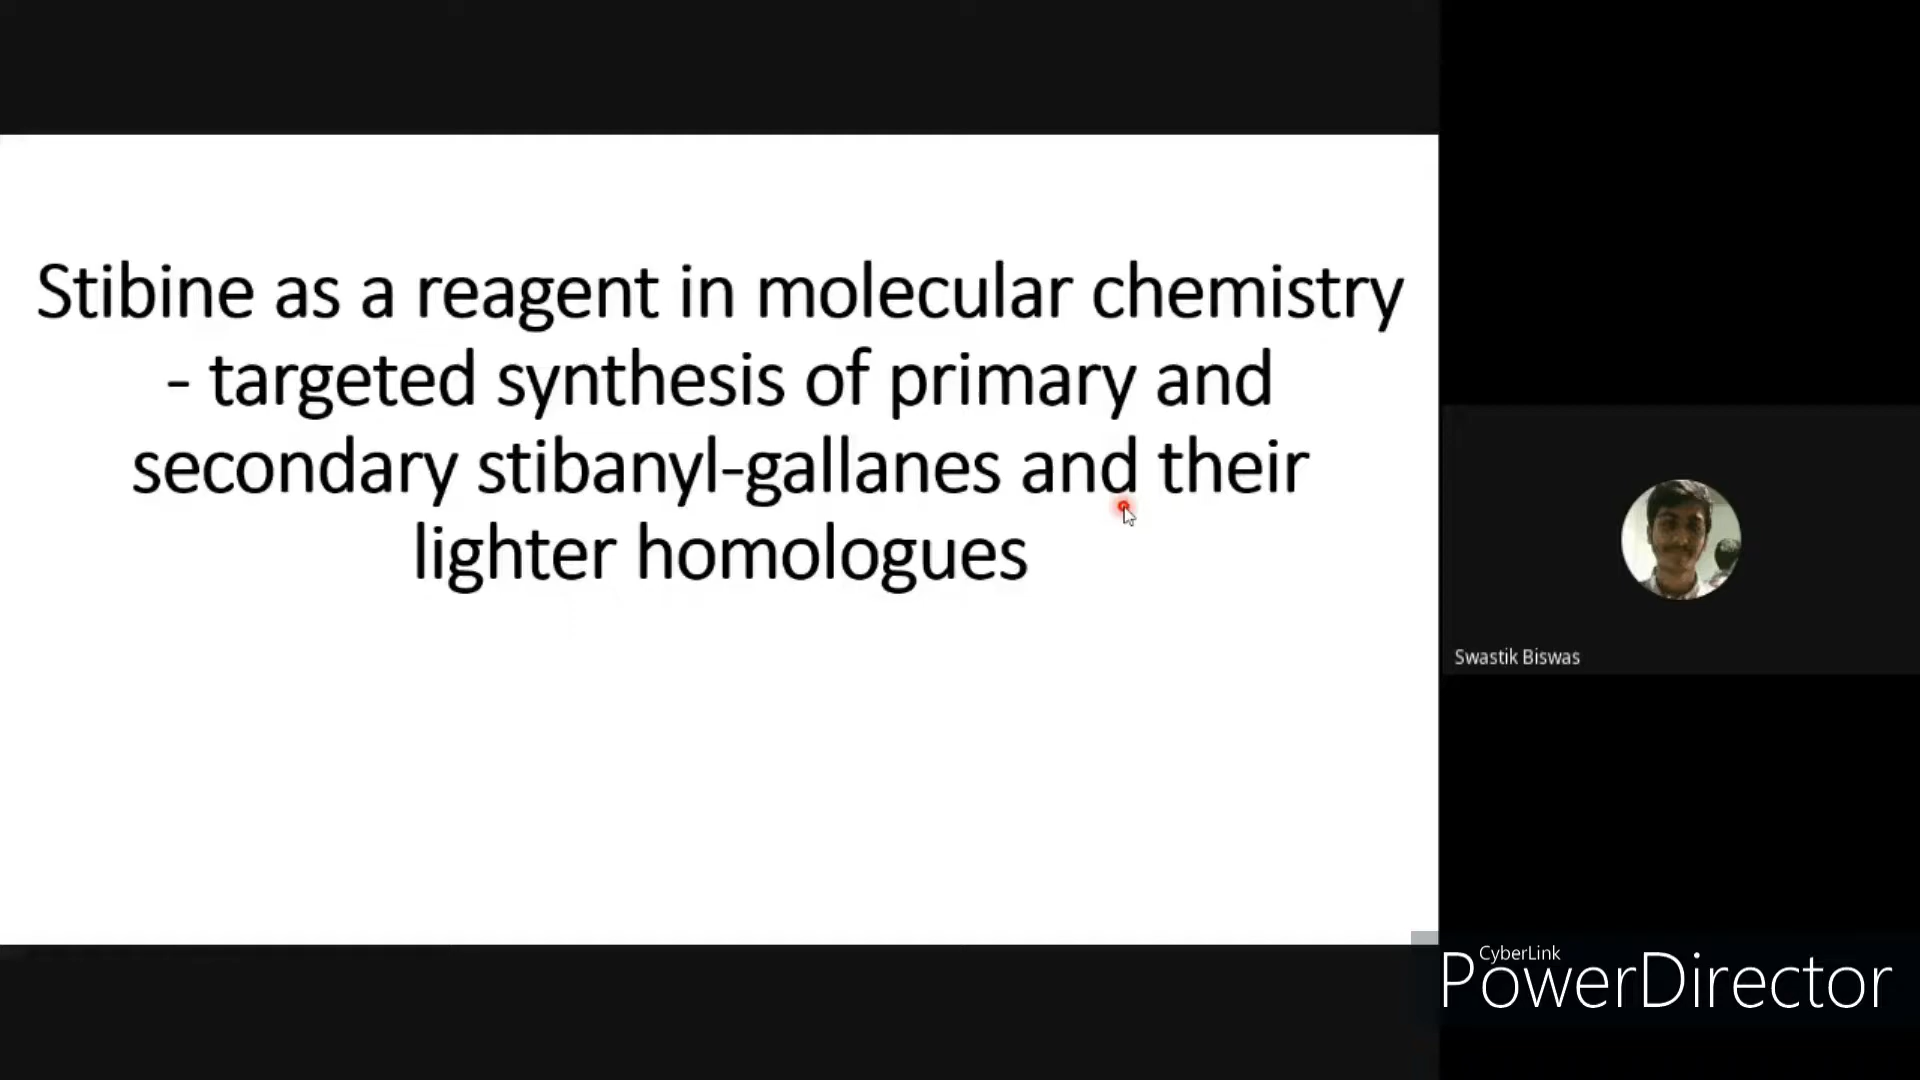 Stibine as a reagent in molecular chemistry
- targeted synthesis of primary and
secondary stibanyl-gallanes and their
lighter homologues
Swastik Biswas
CyberLink
PowerDirector